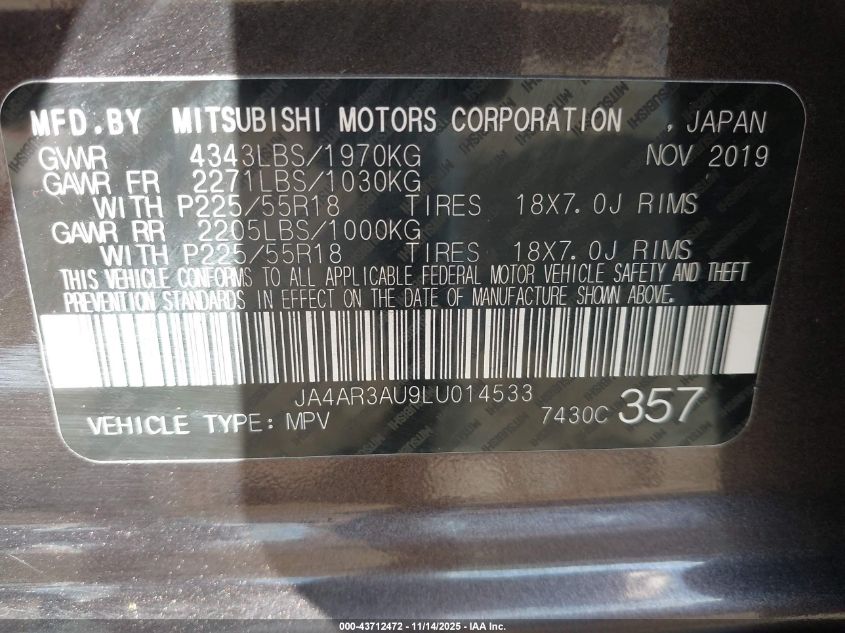 MFD.BY MITSUBISHI MOTORS CORPORATION , JAPAN
GVWR 4343LBS/1970KG NOV 2019
GAWR FR 2271LBS/1030KG
WITH P225/55R18 TIRES 18X7.0J RIMS
GAWR RR 2205LBS/1000KG
WITH P225/55R18 TIRES 18X7.0J RIMS
THIS VEHICLE CONFORMS TO ALL APPLICABLE FEDERAL MOTOR VEHICLE SAFETY AND THEFT
PREVENTION STANDARDS IN EFFECT ON THE DATE OF MANUFACTURE SHOWN ABOVE.
JA4AR3AU9LU014533
VEHICLE TYPE: MPV 7430C 357
000-43712472 — 11/14/2025 — IAA Inc.